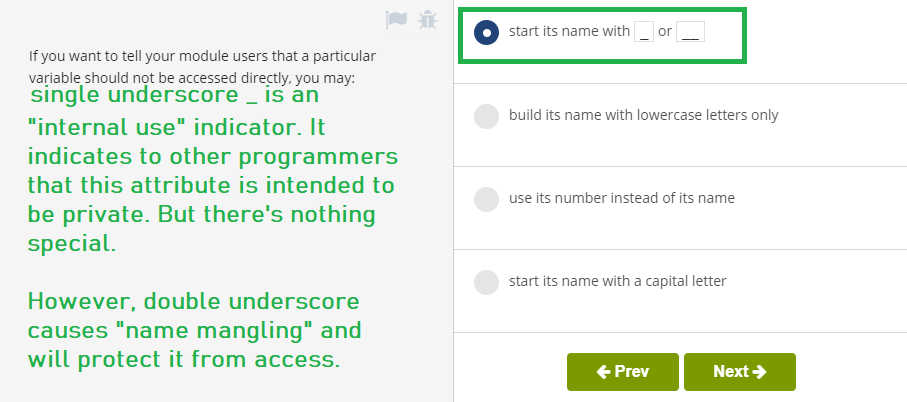 If you want to tell your module users that a particular
variable should not be accessed directly, you may:
single underscore _ is an
"internal use" indicator. It
indicates to other programmers
that this attribute is intended to
be private. But there's nothing
special.
However, double underscore
causes "name mangling" and
will protect it from access.
start its name with _ or __
build its name with lowercase letters only
use its number instead of its name
start its name with a capital letter
Prev
Next